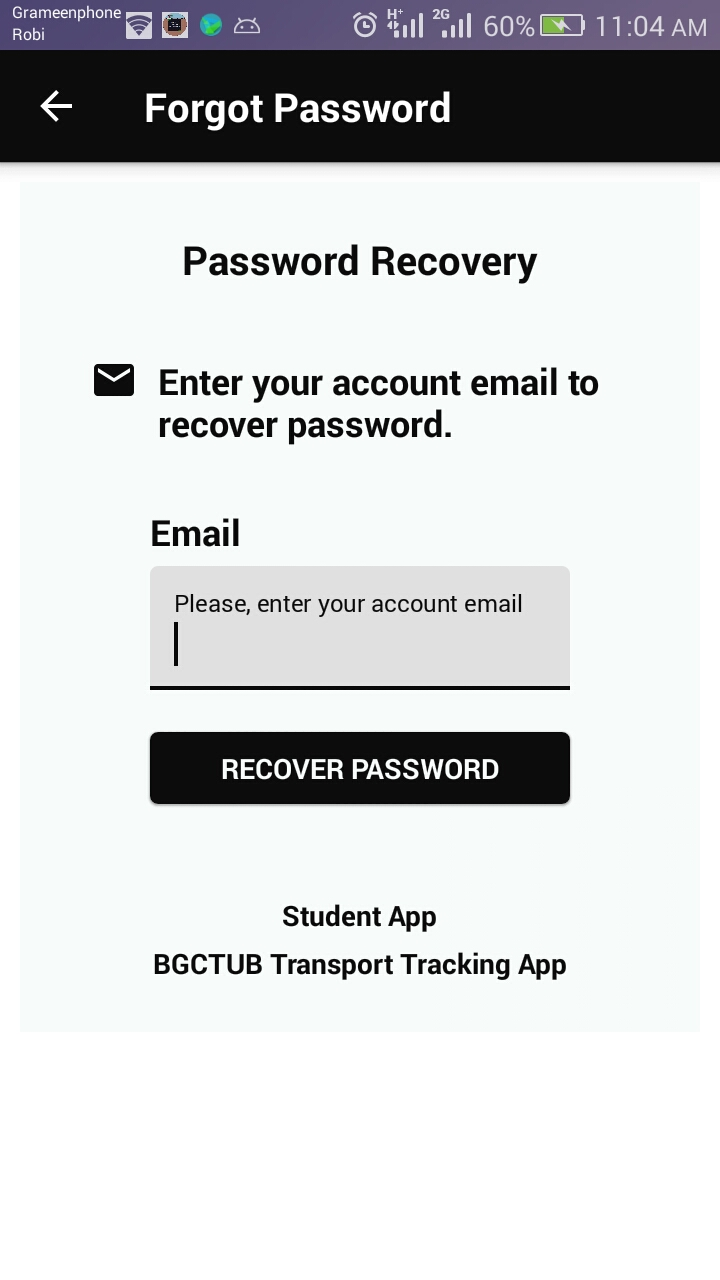 Grameenphone
Robi
H+
2G
60%
11:04 AM
Forgot Password
Password Recovery
Enter your account email to
recover password.
Email
Please, enter your account email
RECOVER PASSWORD
Student App
BGCTUB Transport Tracking App